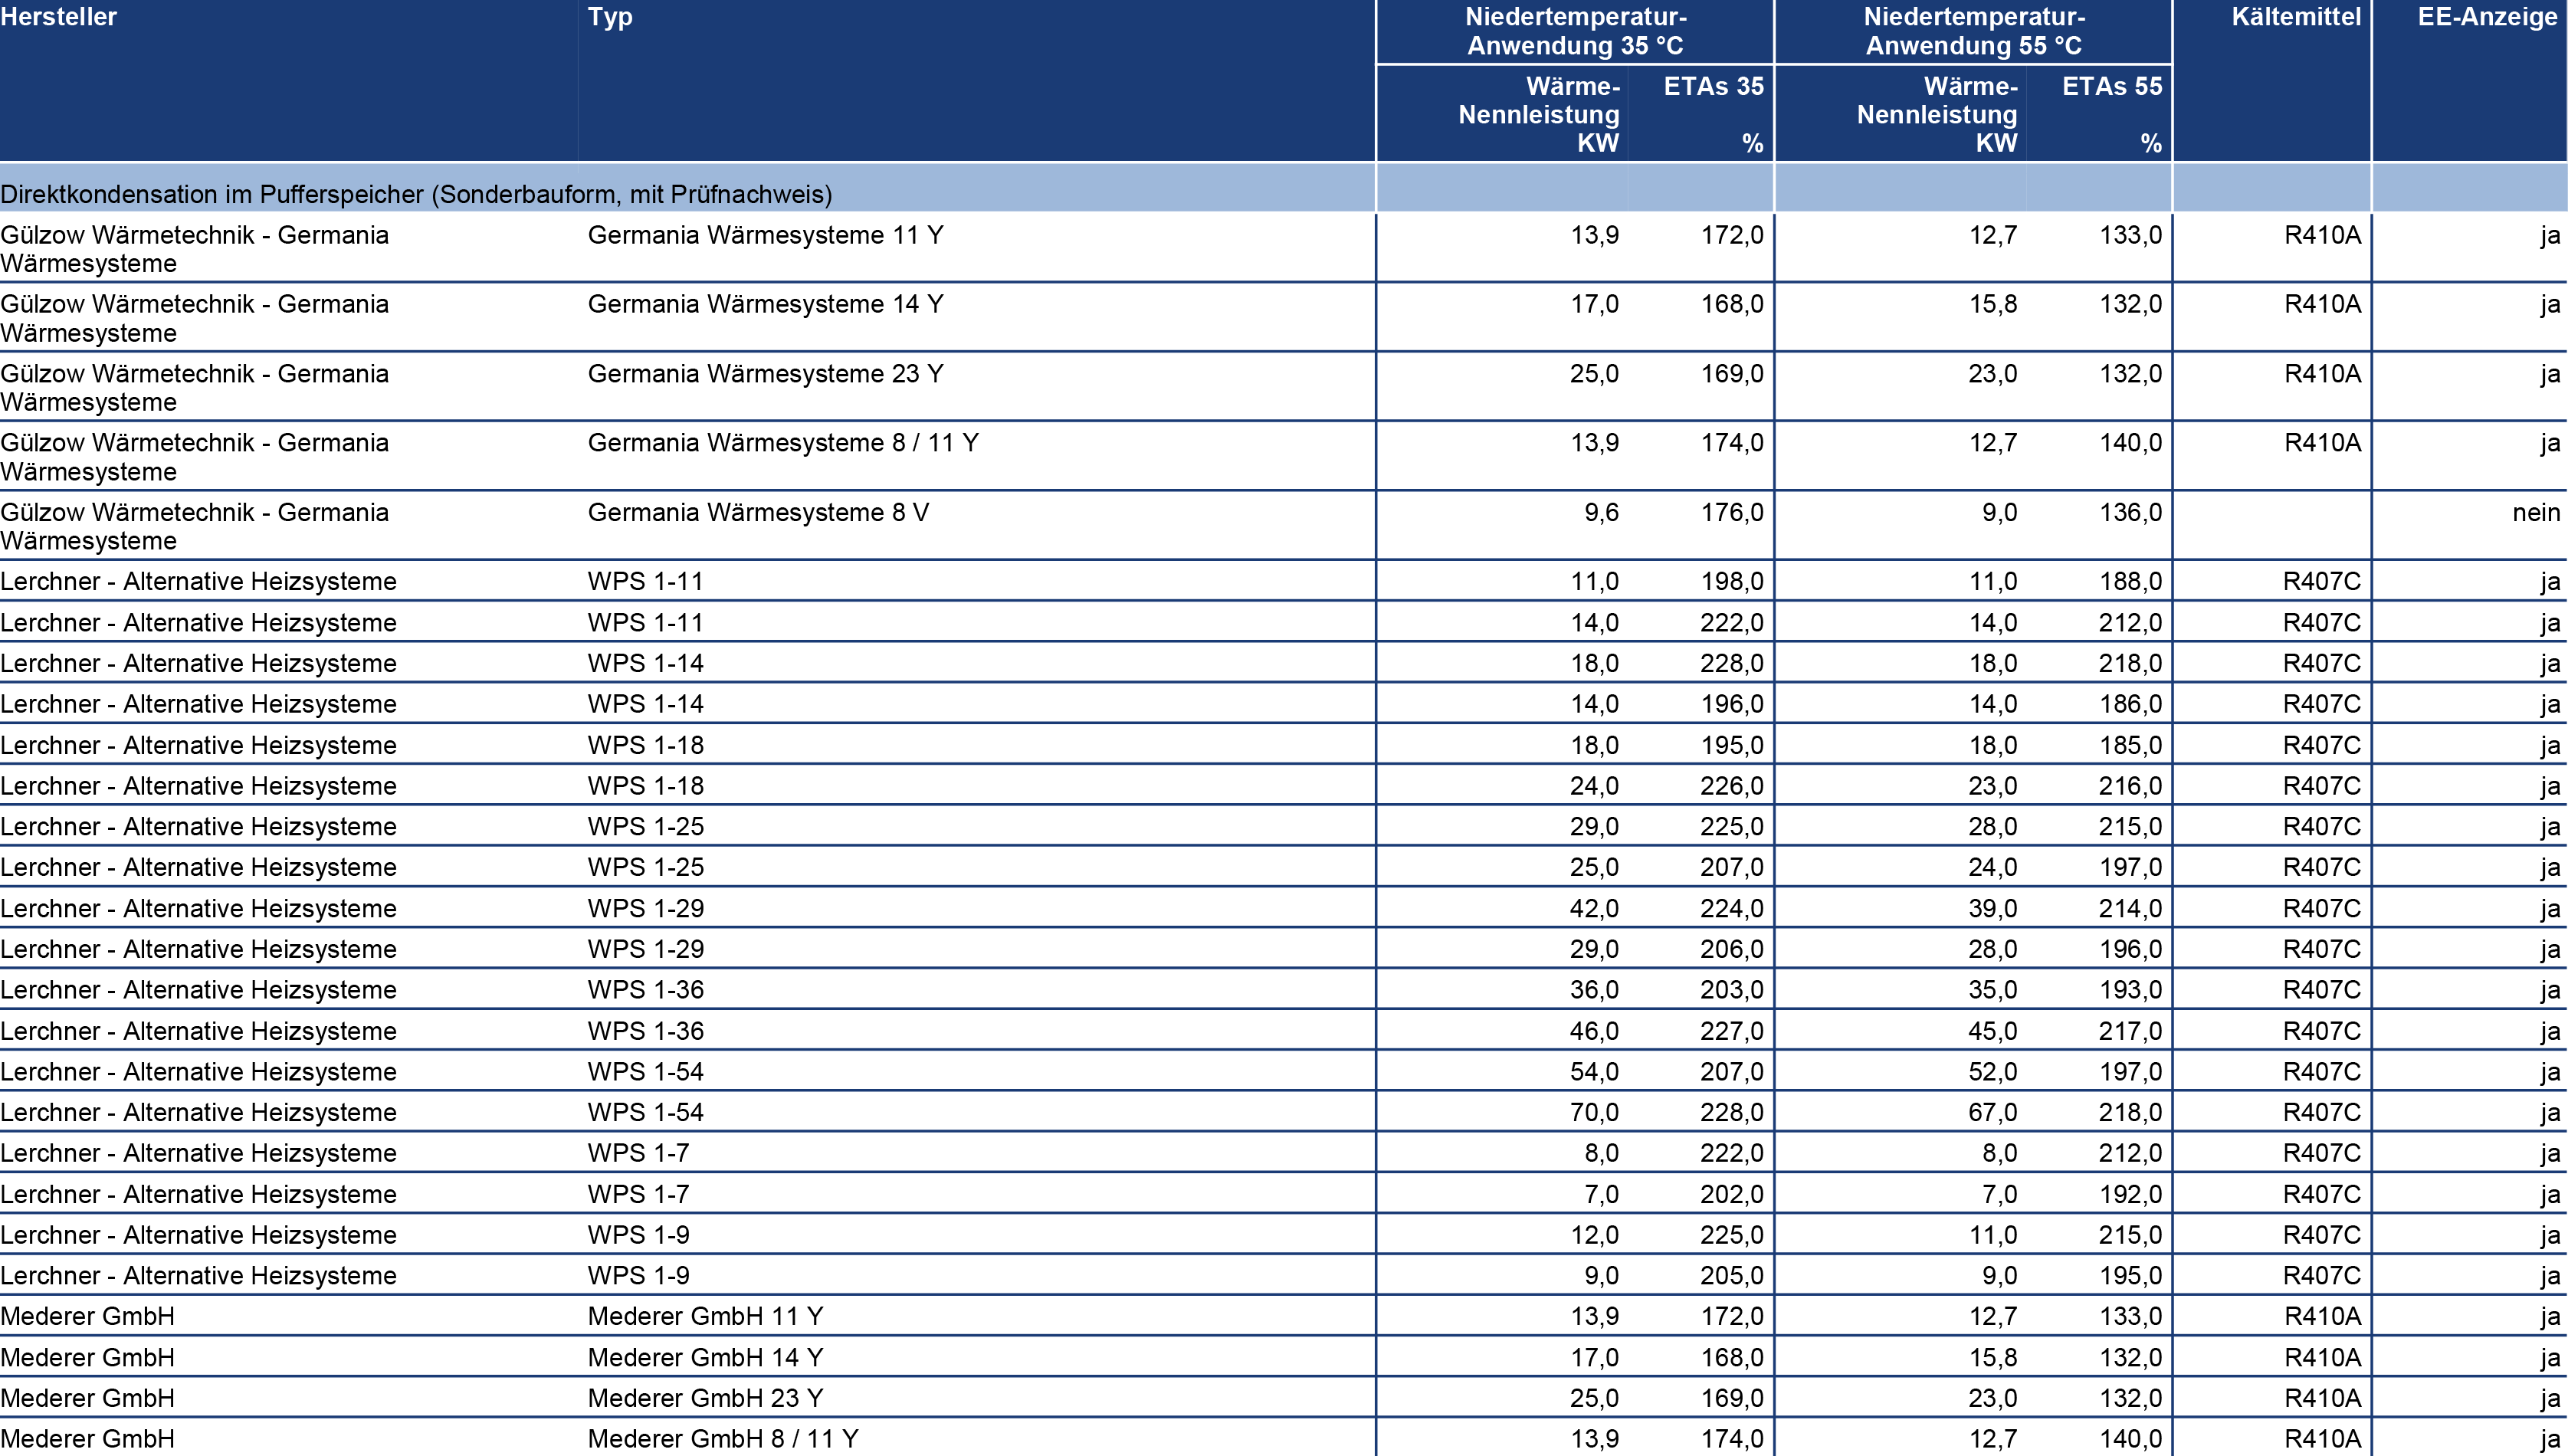 Hersteller Typ Niedertemperatur- Niedertemperatur- Kältemittel EE-Anzeige
Anwendung 35 °C Anwendung 55 °C
Wärme- ETAs 35 Wärme- ETAs 55
Nennleistung Nennleistung
KW % KW %
Direktkondensation im Pufferspeicher (Sonderbauform, mit Prüfnachweis)
Gülzow Wärmetechnik - Germania Germania Wärmesysteme 11 Y 13,9 172,0 12,7 133,0 R410A ja
Wärmesysteme
Gülzow Wärmetechnik - Germania Germania Wärmesysteme 14 Y 17,0 168,0 15,8 132,0 R410A ja
Wärmesysteme
Gülzow Wärmetechnik - Germania Germania Wärmesysteme 23 Y 25,0 169,0 23,0 132,0 R410A ja
Wärmesysteme
Gülzow Wärmetechnik - Germania Germania Wärmesysteme 8 / 11 Y 13,9 174,0 12,7 140,0 R410A ja
Wärmesysteme
Gülzow Wärmetechnik - Germania Germania Wärmesysteme 8 V 9,6 176,0 9,0 136,0 nein
Wärmesysteme
Lerchner - Alternative Heizsysteme WPS 1-11 11,0 198,0 11,0 188,0 R407C ja
Lerchner - Alternative Heizsysteme WPS 1-11 14,0 222,0 14,0 212,0 R407C ja
Lerchner - Alternative Heizsysteme WPS 1-14 18,0 228,0 18,0 218,0 R407C ja
Lerchner - Alternative Heizsysteme WPS 1-14 14,0 196,0 14,0 186,0 R407C ja
Lerchner - Alternative Heizsysteme WPS 1-18 18,0 195,0 18,0 185,0 R407C ja
Lerchner - Alternative Heizsysteme WPS 1-18 24,0 226,0 23,0 216,0 R407C ja
Lerchner - Alternative Heizsysteme WPS 1-25 29,0 225,0 28,0 215,0 R407C ja
Lerchner - Alternative Heizsysteme WPS 1-25 25,0 207,0 24,0 197,0 R407C ja
Lerchner - Alternative Heizsysteme WPS 1-29 42,0 224,0 39,0 214,0 R407C ja
Lerchner - Alternative Heizsysteme WPS 1-29 29,0 206,0 28,0 196,0 R407C ja
Lerchner - Alternative Heizsysteme WPS 1-36 36,0 203,0 35,0 193,0 R407C ja
Lerchner - Alternative Heizsysteme WPS 1-36 46,0 227,0 45,0 217,0 R407C ja
Lerchner - Alternative Heizsysteme WPS 1-54 54,0 207,0 52,0 197,0 R407C ja
Lerchner - Alternative Heizsysteme WPS 1-54 70,0 228,0 67,0 218,0 R407C ja
Lerchner - Alternative Heizsysteme WPS 1-7 8,0 222,0 8,0 212,0 R407C ja
Lerchner - Alternative Heizsysteme WPS 1-7 7,0 202,0 7,0 192,0 R407C ja
Lerchner - Alternative Heizsysteme WPS 1-9 12,0 225,0 11,0 215,0 R407C ja
Lerchner - Alternative Heizsysteme WPS 1-9 9,0 205,0 9,0 195,0 R407C ja
Mederer GmbH Mederer GmbH 11 Y 13,9 172,0 12,7 133,0 R410A ja
Mederer GmbH Mederer GmbH 14 Y 17,0 168,0 15,8 132,0 R410A ja
Mederer GmbH Mederer GmbH 23 Y 25,0 169,0 23,0 132,0 R410A ja
Mederer GmbH Mederer GmbH 8 / 11 Y 13,9 174,0 12,7 140,0 R410A ja